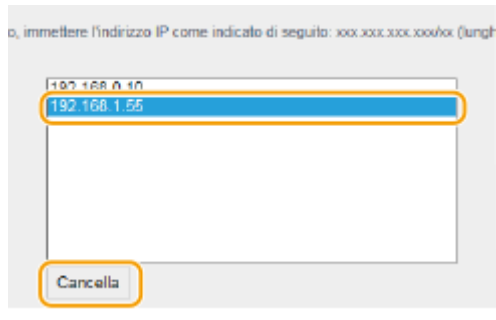 o, immettere l'indirizzo IP come indicato di seguito: xxx.xxx.xxx.xxx/xx (lungh
192.168.0.10
192.168.1.55
Cancella